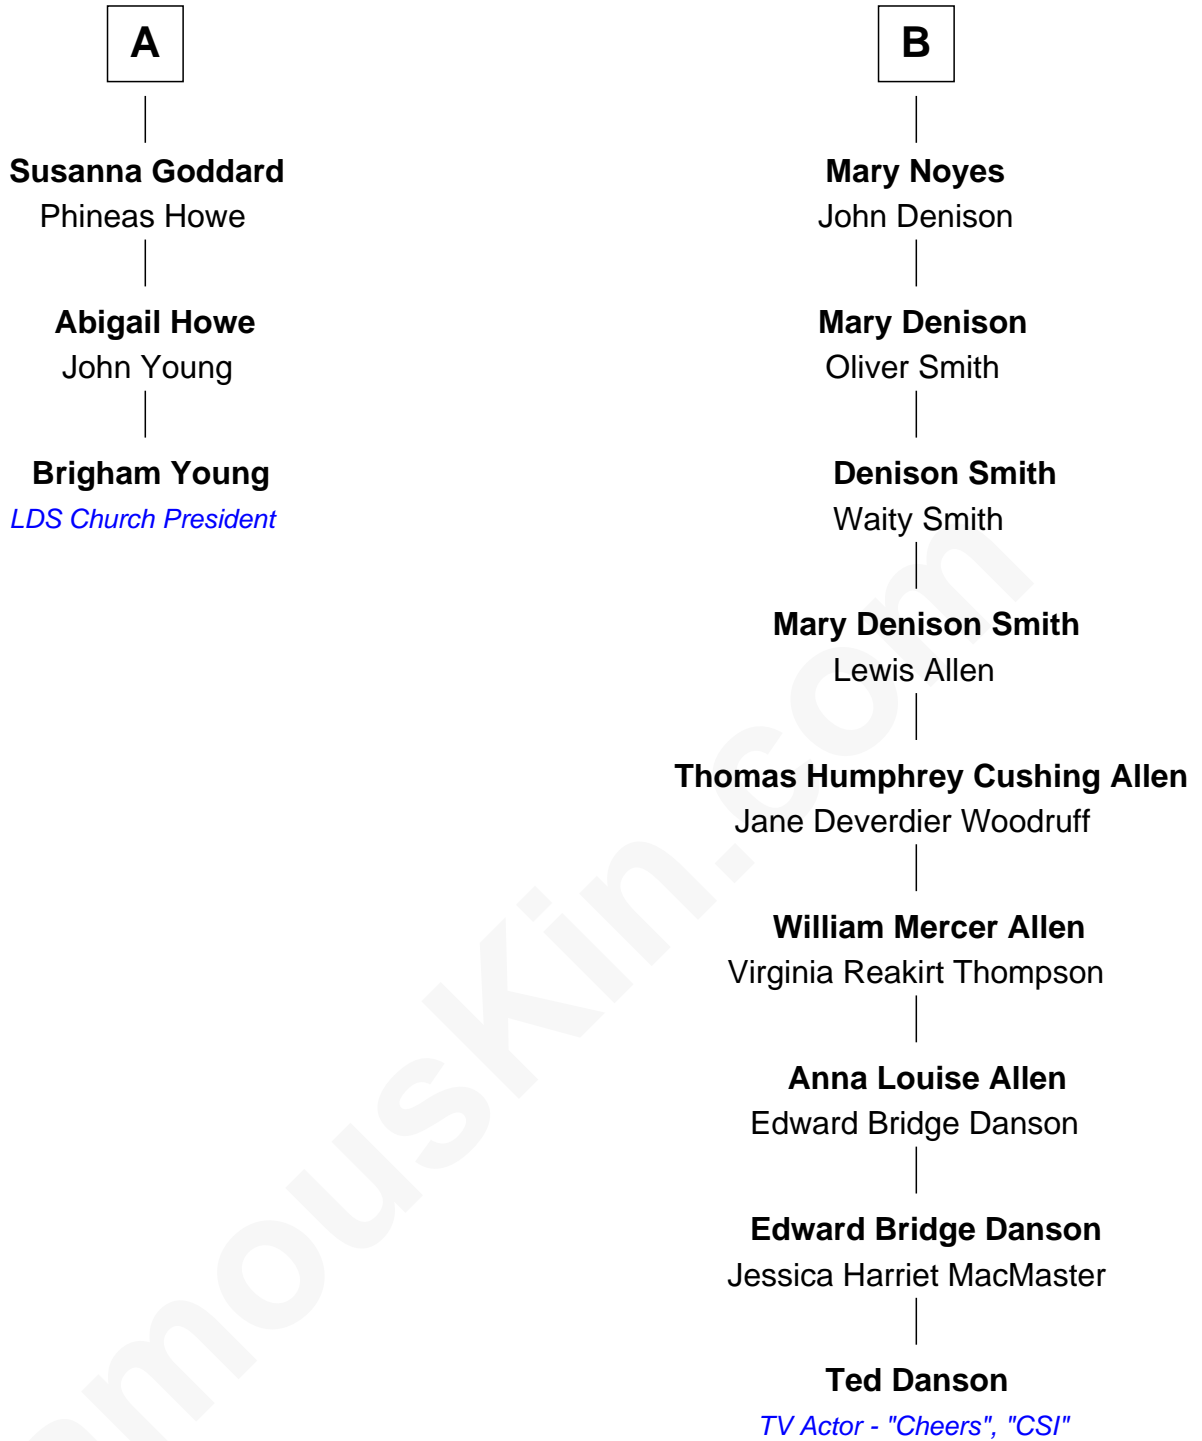 A
Susanna Goddard
Phineas Howe
Abigail Howe
John Young
Brigham Young
LDS Church President
B
Mary Noyes
John Denison
Mary Denison
Oliver Smith
Denison Smith
Waity Smith
Mary Denison Smith
Lewis Allen
Thomas Humphrey Cushing Allen
Jane Deverdier Woodruff
William Mercer Allen
Virginia Reakirt Thompson
Anna Louise Allen
Edward Bridge Danson
Edward Bridge Danson
Jessica Harriet MacMaster
Ted Danson
TV Actor - "Cheers", "CSI"
amousKin.com